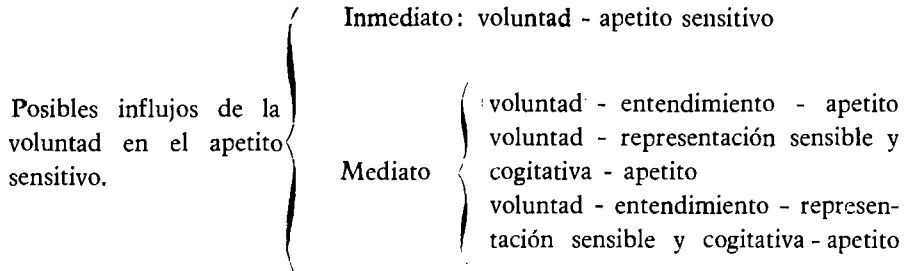 Inmediato: voluntad - apetito sensitivo
Posibles influjos de la
voluntad en el apetito
sensitivo.
Mediato
voluntad - entendimiento - apetito
voluntad - representación sensible y
cogitativa - apetito
voluntad - entendimiento - represen-
tación sensible y cogitativa - apetito